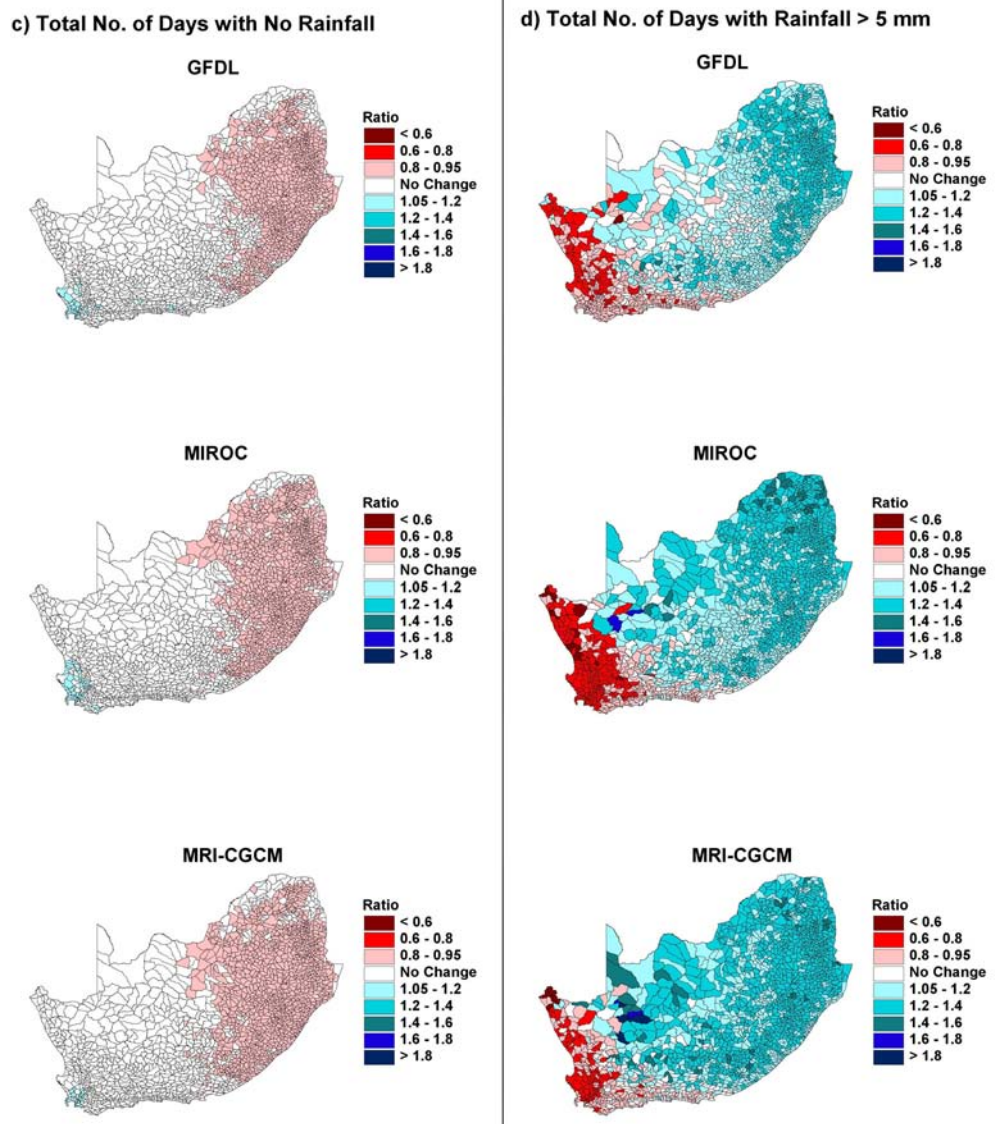 c) Total No. of Days with No Rainfall
GFDL
Ratio
< 0.6
0.6 - 0.8
0.8 - 0.95
No Change
1.05 - 1.2
1.2 - 1.4
1.4 - 1.6
1.6 - 1.8
> 1.8
MIROC
Ratio
< 0.6
0.6 - 0.8
0.8 - 0.95
No Change
1.05 - 1.2
1.2 - 1.4
1.4 - 1.6
1.6 - 1.8
> 1.8
MRI-CGCM
Ratio
< 0.6
0.6 - 0.8
0.8 - 0.95
No Change
1.05 - 1.2
1.2 - 1.4
1.4 - 1.6
1.6 - 1.8
> 1.8
d) Total No. of Days with Rainfall > 5 mm
GFDL
Ratio
< 0.6
0.6 - 0.8
0.8 - 0.95
No Change
1.05 - 1.2
1.2 - 1.4
1.4 - 1.6
1.6 - 1.8
> 1.8
MIROC
Ratio
< 0.6
0.6 - 0.8
0.8 - 0.95
No Change
1.05 - 1.2
1.2 - 1.4
1.4 - 1.6
1.6 - 1.8
> 1.8
MRI-CGCM
Ratio
< 0.6
0.6 - 0.8
0.8 - 0.95
No Change
1.05 - 1.2
1.2 - 1.4
1.4 - 1.6
1.6 - 1.8
> 1.8